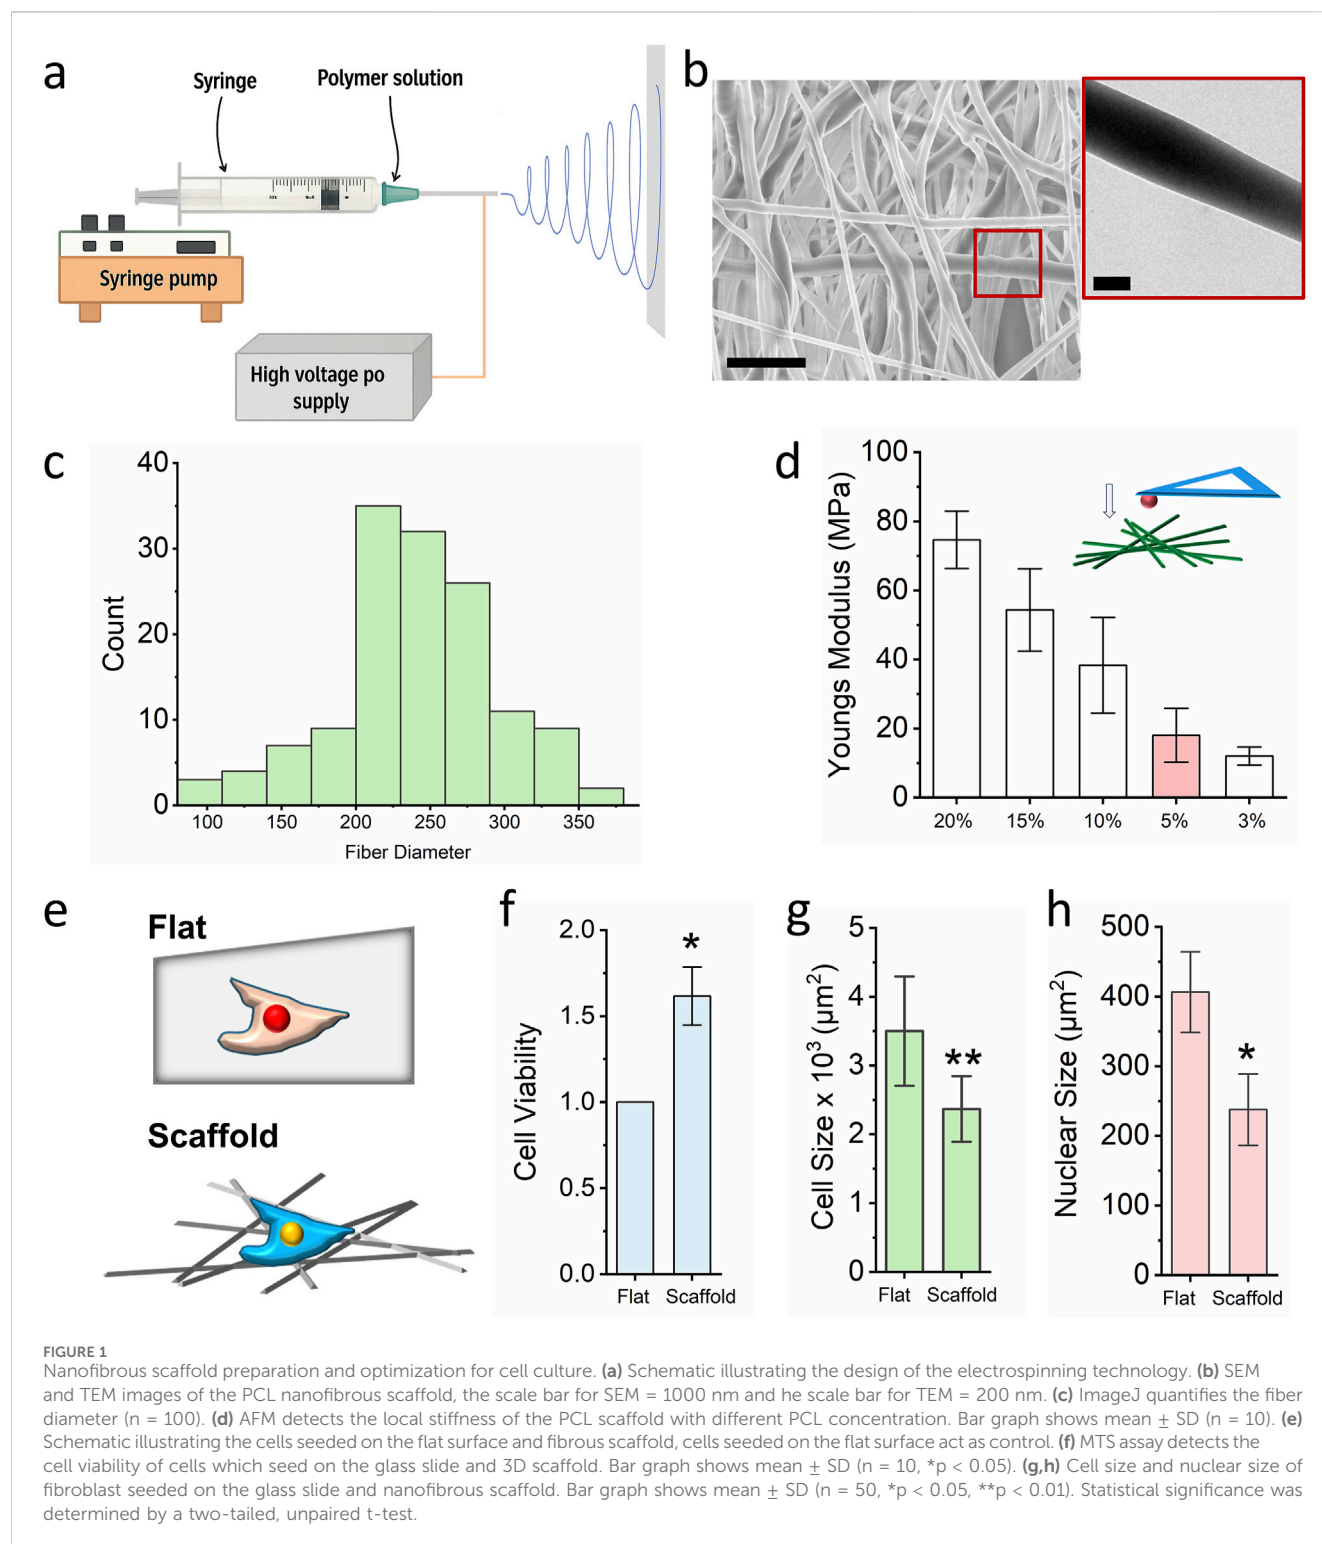 a
Syringe
Polymer solution
Syringe pump
High voltage po
supply
b
c
40
30
20
10
0
Count
100 150 200 250 300 350
Fiber Diameter
d
100
80
60
40
20
0
Youngs Modulus (MPa)
20% 15% 10% 5% 3%
e
Flat
Scaffold
f
2.0
1.5
1.0
0.5
0.0
Cell Viability
*
Flat Scaffold
g
5
4
3
2
1
0
Cell Size x 10³ (µm²)
**
Flat Scaffold
h
500
400
300
200
100
0
Nuclear Size (µm²)
*
Flat Scaffold
FIGURE 1
Nanofibrous scaffold preparation and optimization for cell culture. (a) Schematic illustrating the design of the electrospinning technology. (b) SEM
and TEM images of the PCL nanofibrous scaffold, the scale bar for SEM = 1000 nm and he scale bar for TEM = 200 nm. (c) ImageJ quantifies the fiber
diameter (n = 100). (d) AFM detects the local stiffness of the PCL scaffold with different PCL concentration. Bar graph shows mean ± SD (n = 10). (e)
Schematic illustrating the cells seeded on the flat surface and fibrous scaffold, cells seeded on the flat surface act as control. (f) MTS assay detects the
cell viability of cells which seed on the glass slide and 3D scaffold. Bar graph shows mean ± SD (n = 10, *p < 0.05). (g,h) Cell size and nuclear size of
fibroblast seeded on the glass slide and nanofibrous scaffold. Bar graph shows mean ± SD (n = 50, *p < 0.05, **p < 0.01). Statistical significance was
determined by a two-tailed, unpaired t-test.